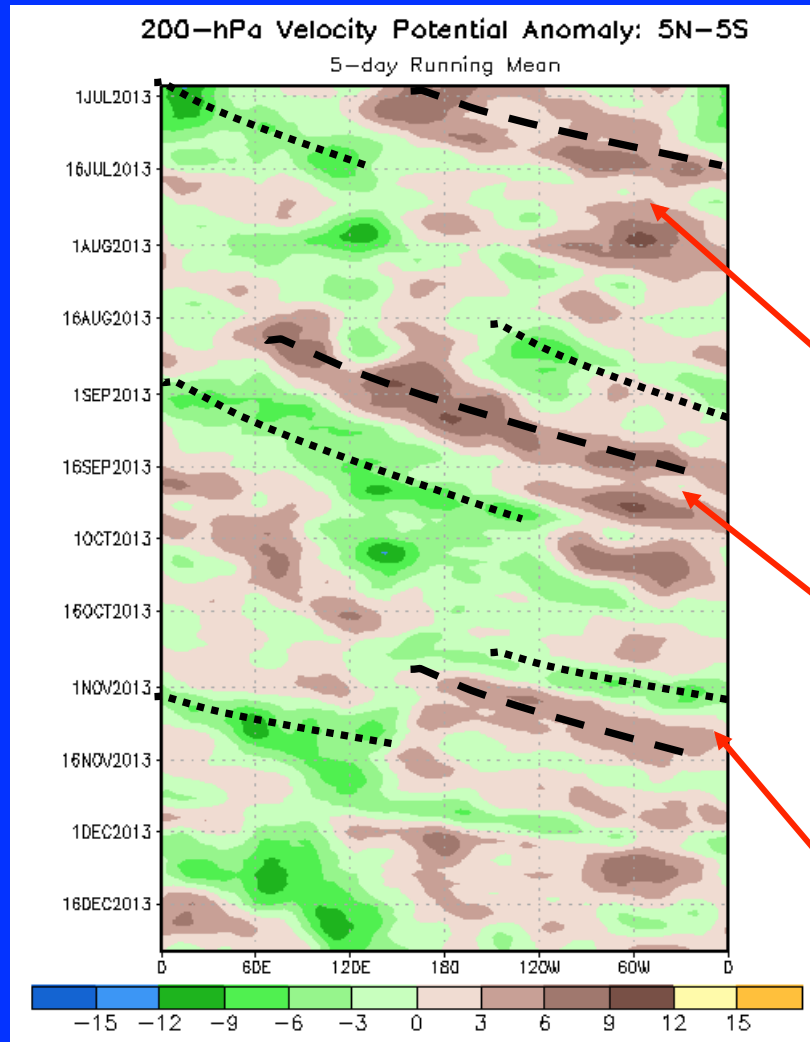 200-hPa Velocity Potential Anomaly: 5N-5S
5-day Running Mean
1JUL2013
16JUL2013
1AUG2013
16AUG2013
1SEP2013
16SEP2013
1OCT2013
16OCT2013
1NOV2013
16NOV2013
1DEC2013
16DEC2013
0 60E 120E 180 120W 60W 0
-15 -12 -9 -6 -3 0 3 6 9 12 15